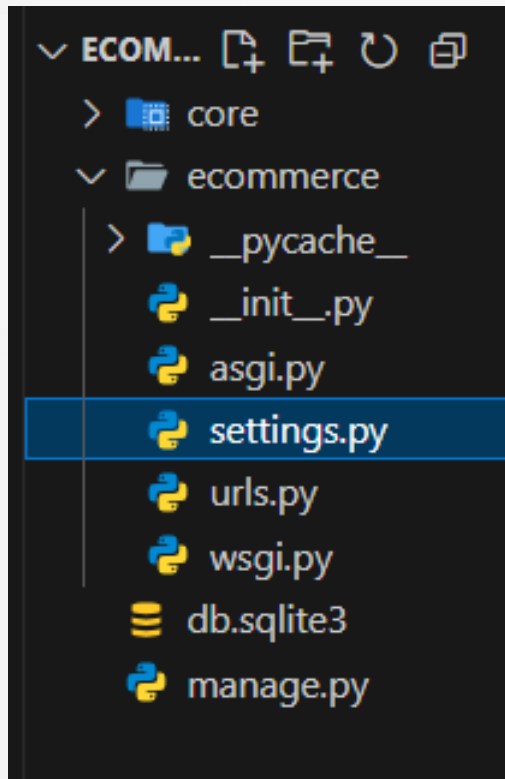 ECOM...
core
ecommerce
__pycache__
__init__.py
asgi.py
settings.py
urls.py
wsgi.py
db.sqlite3
manage.py